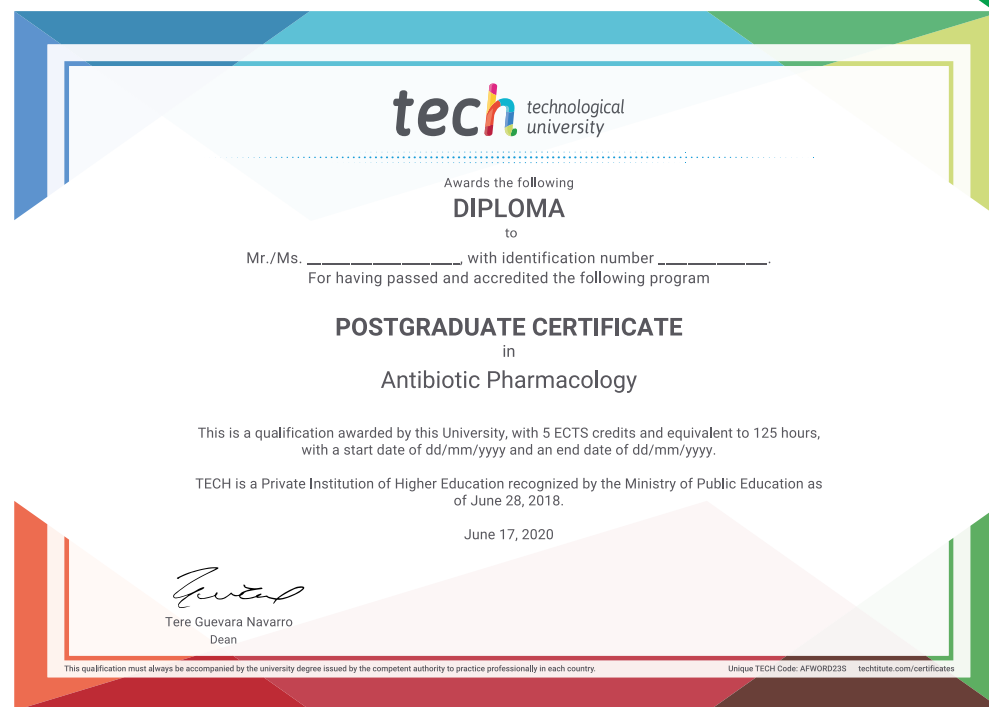 tech technological
university
Awards the following
DIPLOMA
to
Mr./Ms. __________________, with identification number _____________.
For having passed and accredited the following program
POSTGRADUATE CERTIFICATE
in
Antibiotic Pharmacology
This is a qualification awarded by this University, with 5 ECTS credits and equivalent to 125 hours,
with a start date of dd/mm/yyyy and an end date of dd/mm/yyyy.
TECH is a Private Institution of Higher Education recognized by the Ministry of Public Education as
of June 28, 2018.
June 17, 2020
Tere Guevara Navarro
Dean
This qualification must always be accompanied by the university degree issued by the competent authority to practice professionally in each country.
Unique TECH Code: AFWORD23S techtitute.com/certificates